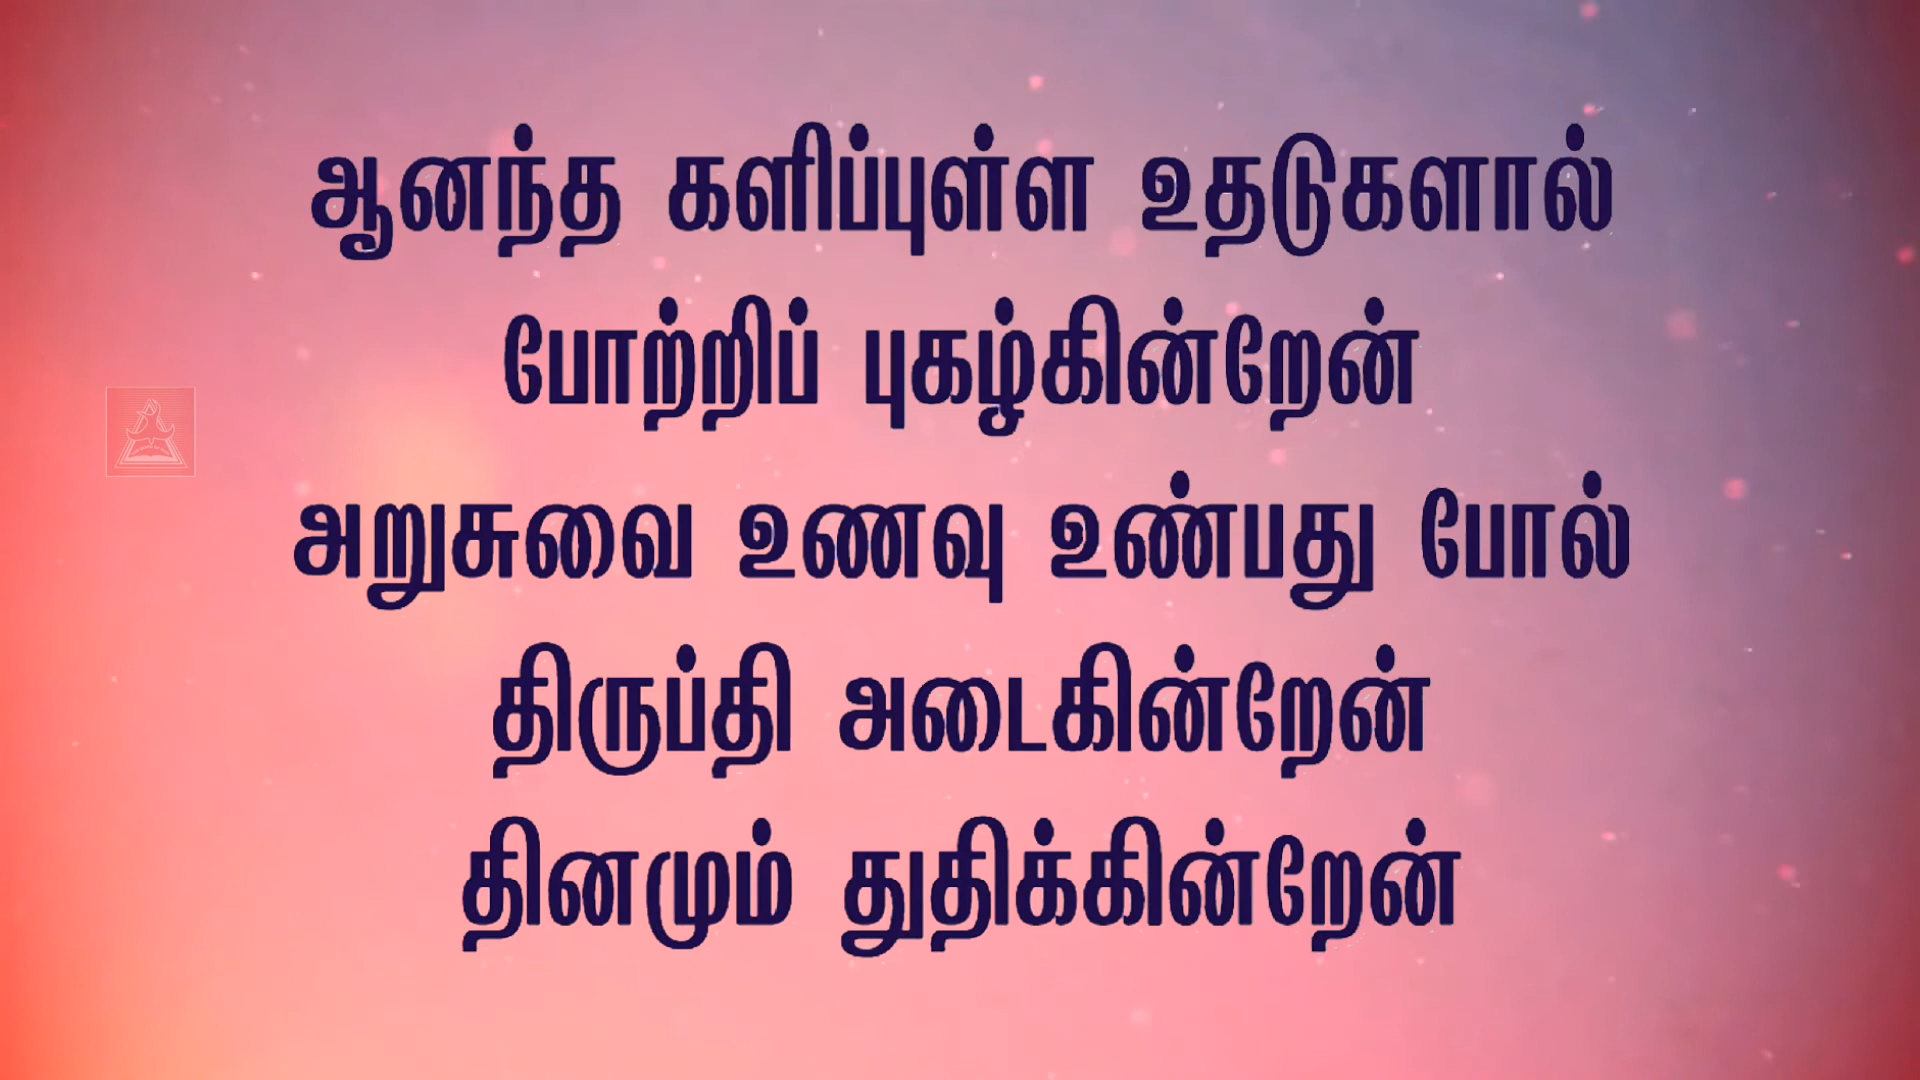 ஆனந்த களிப்புள்ள உதடுகளால்
போற்றிப் புகழ்கின்றேன்
அறுசுவை உணவு உண்பது போல்
திருப்தி அடைகின்றேன்
தினமும் துதிக்கின்றேன்